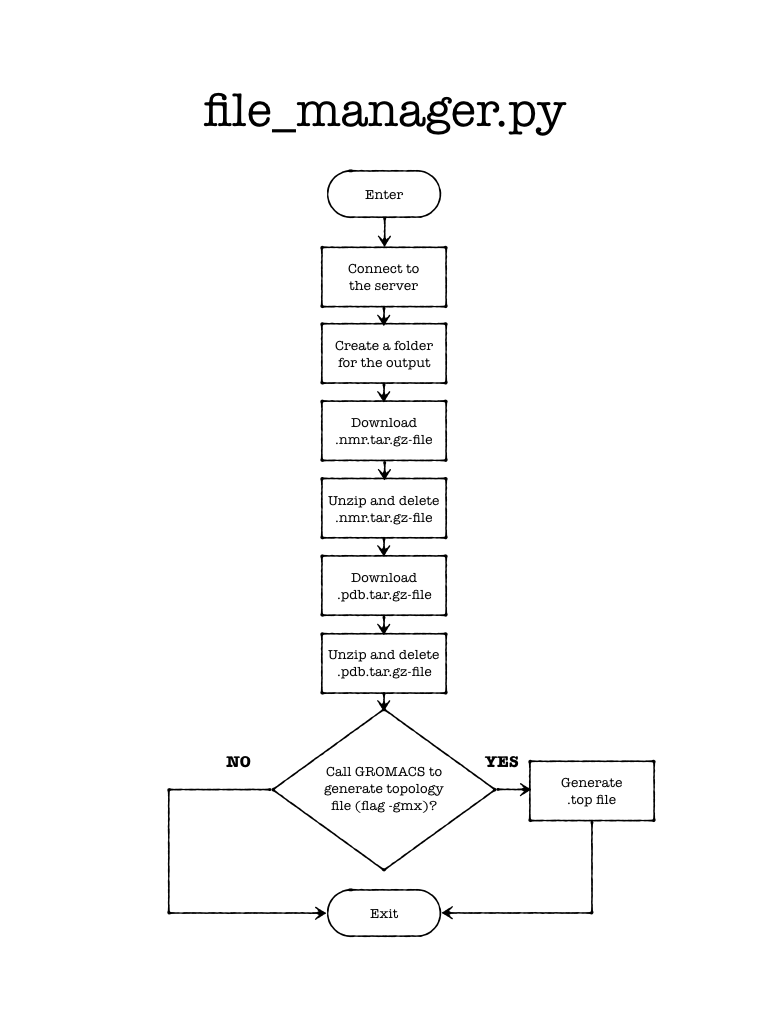 file_manager.py
Enter
Connect to
the server
Create a folder
for the output
Download
.nmr.tar.gz-file
Unzip and delete
.nmr.tar.gz-file
Download
.pdb.tar.gz-file
Unzip and delete
.pdb.tar.gz-file
NO
Call GROMACS to
generate topology
file (flag -gmx)?
YES
Generate
.top file
Exit